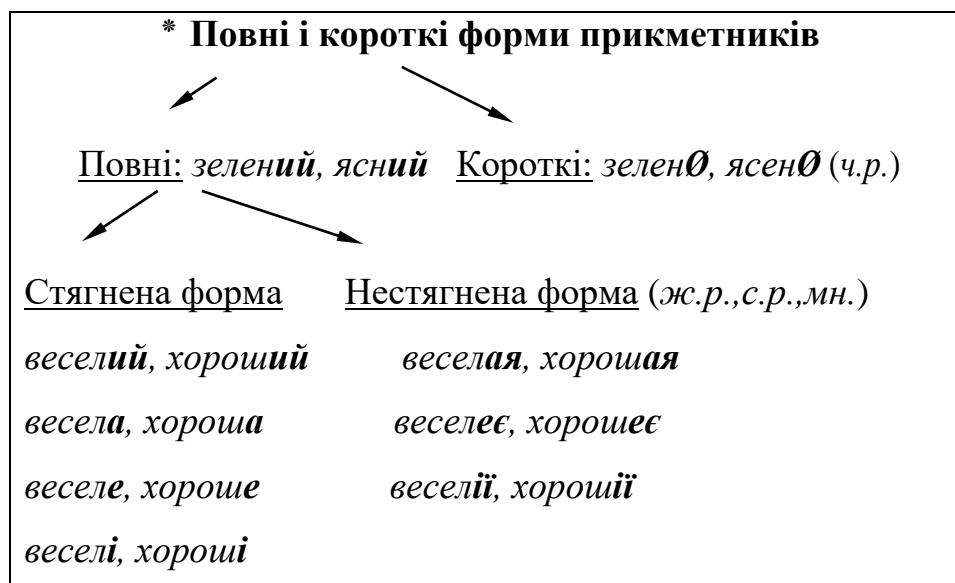 * Повні і короткі форми прикметників
Повні: зелений, ясний Короткі: зеленØ, ясенØ (ч.р.)
Стягнена форма Нестягнена форма (ж.р.,с.р.,мн.)
веселий, хороший веселая, хорошая
весела, хороша веселеє, хорошеє
веселе, хороше веселії, хорошії
веселі, хороші